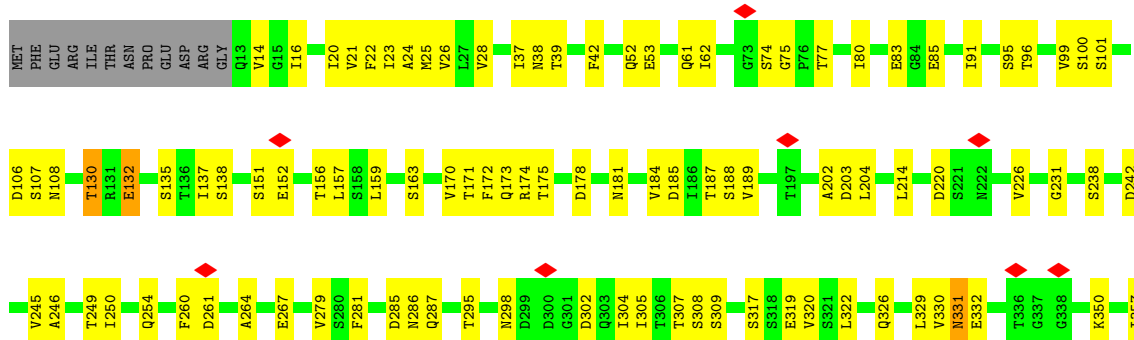 MET PHE GLU ARG ILE THR ASN PRO GLU ASP ARG GLY Q13 V14 G15 I16 I20 V21 F22 I23 A24 M25 V26 L27 V28 I37 N38 T39 F42 Q52 E53 Q61 I62 G73 S74 G75 P76 T77 I80 E83 G84 E85 I91 S95 T96 V99 S100 S101
D106 S107 N108 T130 R131 E132 S135 T136 I137 S138 S151 E152 T156 L157 S158 L159 S163 V170 T171 F172 Q173 R174 T175 D178 N181 V184 D185 I186 T187 S188 V189 T197 A202 D203 L204 L214 D220 S221 N222 V226 G231 S238 D242
V245 A246 T249 I250 Q254 F260 D261 A264 E267 V279 S280 F281 D285 N286 Q287 T295 N298 D299 D300 G301 D302 Q303 I304 I305 T306 T307 S308 S309 S317 S318 E319 V320 S321 L322 Q326 L329 V330 N331 E332 T336 G337 G338 K350